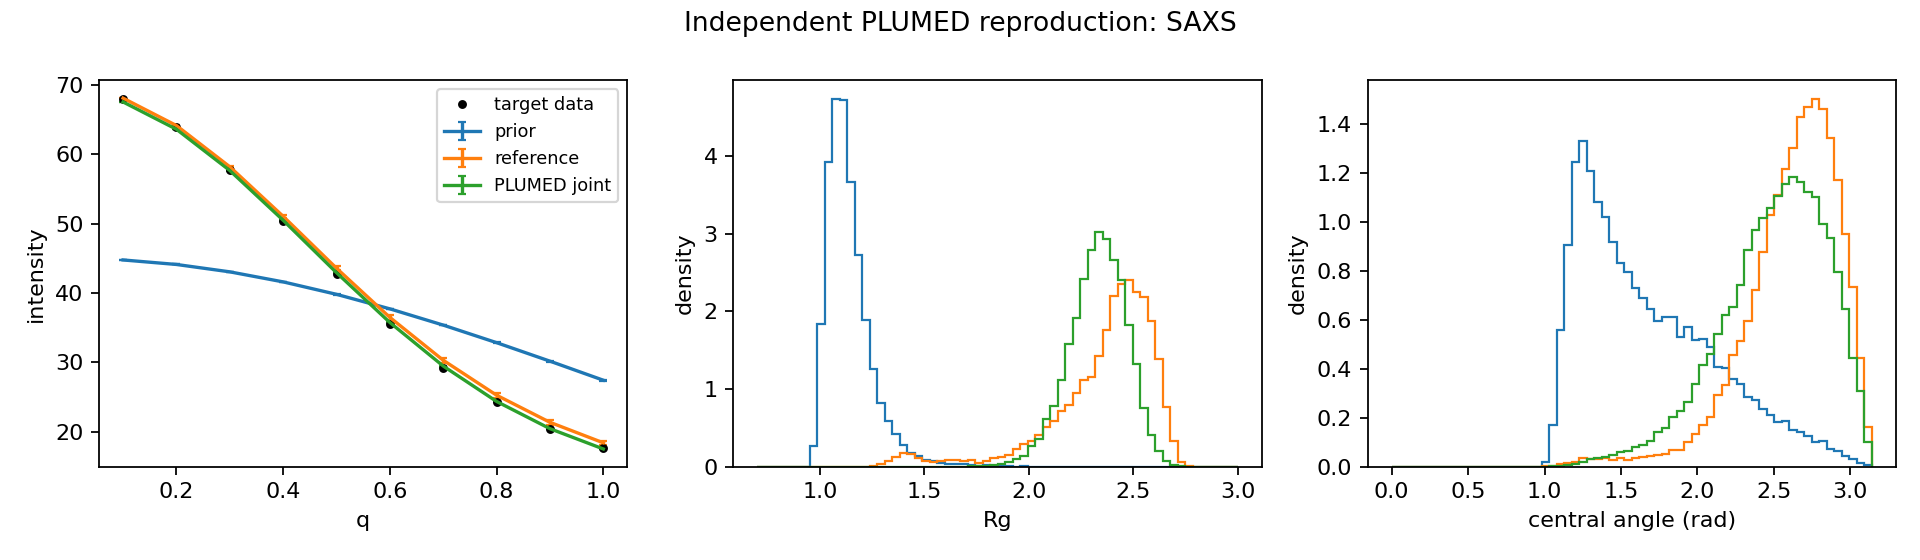 Independent PLUMED reproduction: SAXS
target data
prior
reference
PLUMED joint
intensity
70
60
50
40
30
20
0.2 0.4 0.6 0.8 1.0
q
density
4
3
2
1
0
1.0 1.5 2.0 2.5 3.0
Rg
density
1.4
1.2
1.0
0.8
0.6
0.4
0.2
0.0
0.0 0.5 1.0 1.5 2.0 2.5 3.0
central angle (rad)